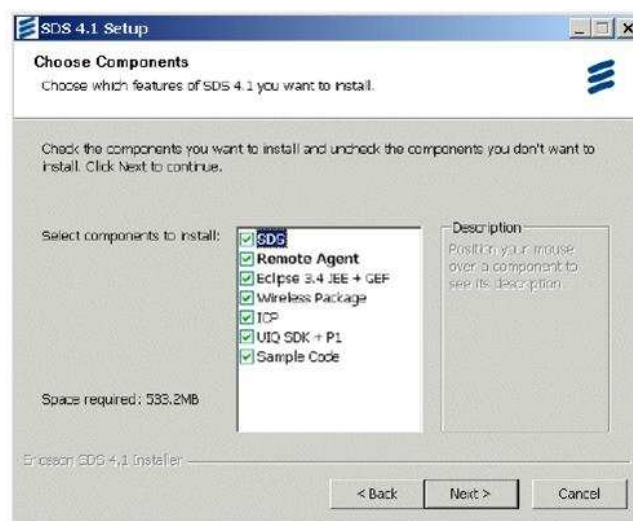 SDS 4.1 Setup
Choose Components
Choose which features of SDS 4.1 you want to install.
Check the components you want to install and uncheck the components you don't want to
install. Click Next to continue.
Select components to install:
SDS
Remote Agent
Eclipse 3.4 JEE + GEF
Wireless Package
ICP
UIQ SDK + P1
Sample Code
Description
Position your mouse
over a component to
see its description.
Space required: 533.2MB
Ericsson SDS 4.1 Installer
< Back
Next >
Cancel